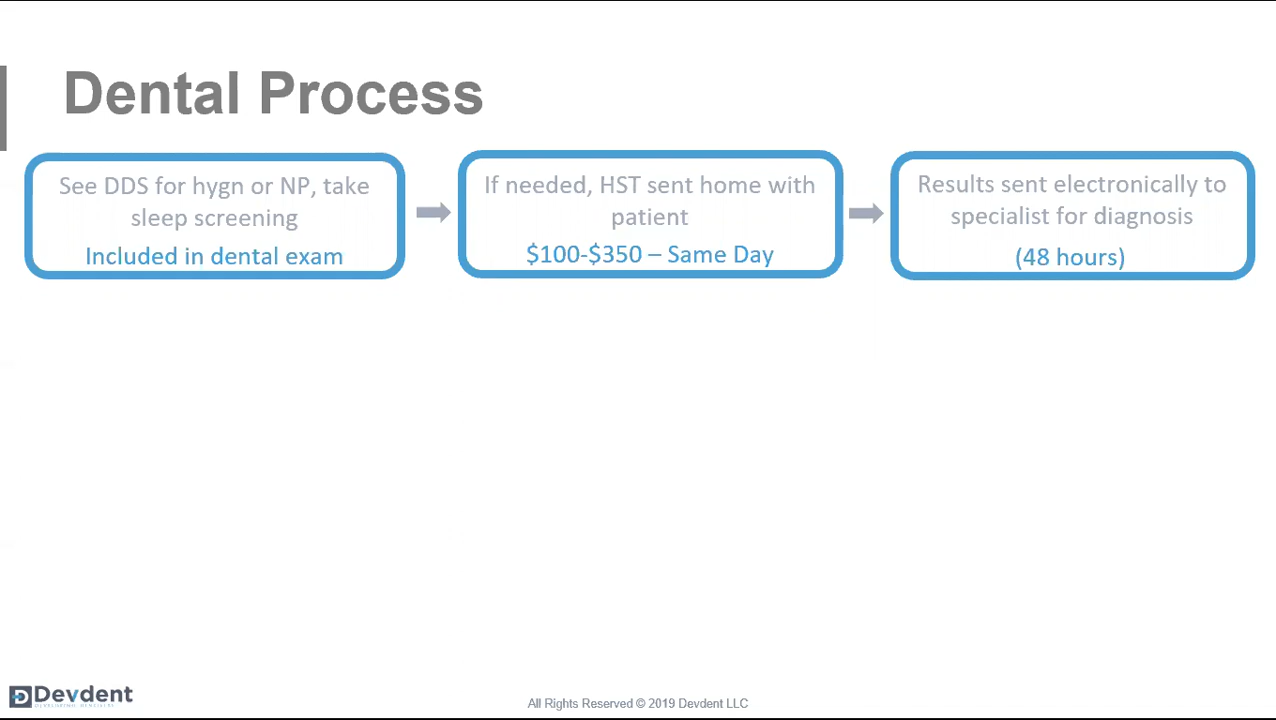 Dental Process
See DDS for hygn or NP, take
sleep screening
Included in dental exam
If needed, HST sent home with
patient
$100-$350 – Same Day
Results sent electronically to
specialist for diagnosis
(48 hours)
Devdent
DEVELOPING DENTISTS
All Rights Reserved © 2019 Devdent LLC